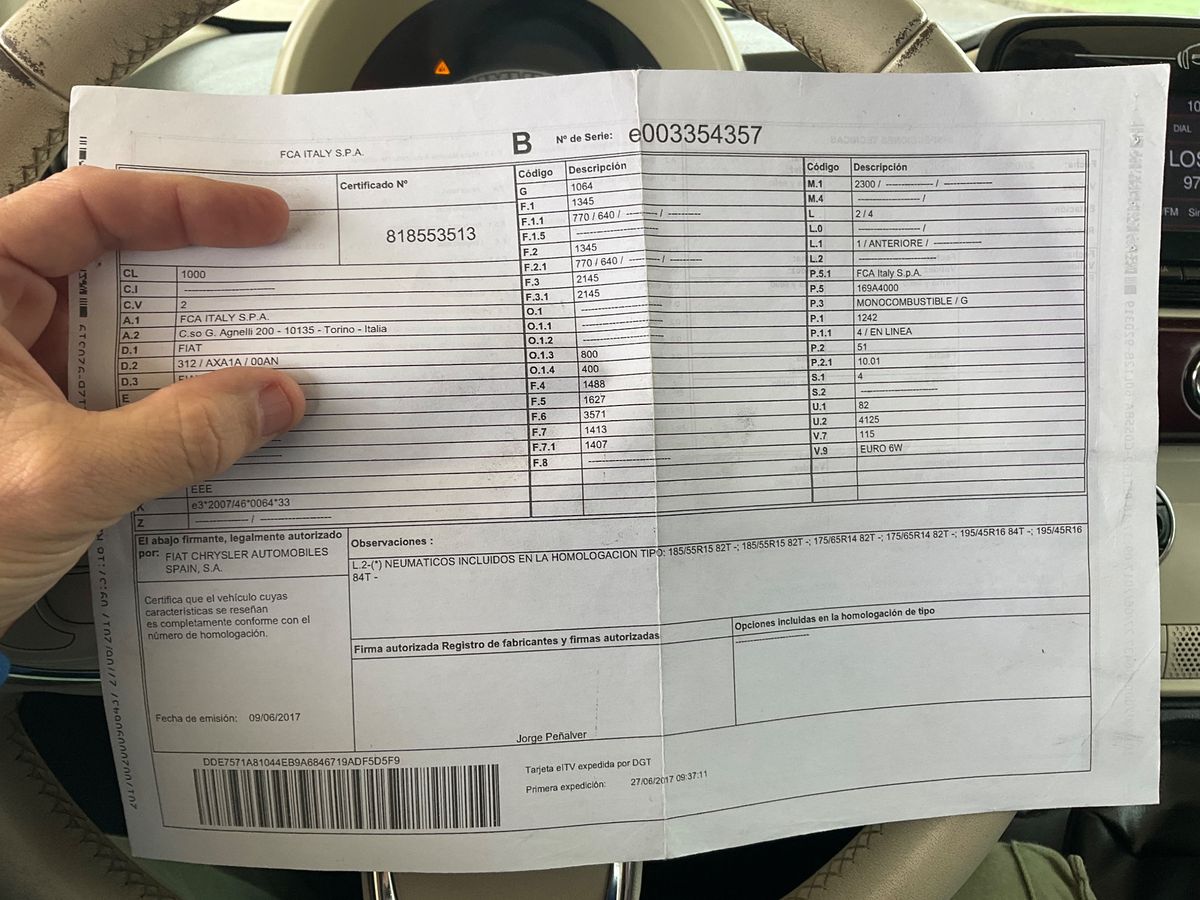 FCA ITALY S.P.A.
B Nº de Serie: e003354357
Certificado Nº
818553513
CL 1000
C.I --------------------
C.V 2
A.1 FCA ITALY S.P.A.
A.2 C.so G. Agnelli 200 - 10135 - Torino - Italia
D.1 FIAT
D.2 312 / AXA1A / 00AN
D.3
E
EEE
K e3*2007/46*0064*33
Z --------------- / --------------------
Código Descripción
G 1064
F.1 1345
F.1.1 770 / 640 / --------- / ----------
F.1.5 --------------------
F.2 1345
F.2.1 770 / 640 / --------- / ----------
F.3 2145
F.3.1 2145
O.1 --------------------
O.1.1 --------------------
O.1.2 --------------------
O.1.3 800
O.1.4 400
F.4 1488
F.5 1627
F.6 3571
F.7 1413
F.7.1 1407
F.8 --------------------
Código Descripción
M.1 2300 / --------------- / ---------------
M.4 -------------------- /
L 2 / 4
L.0 -------------------- /
L.1 1 / ANTERIORE / ---------------
L.2 --------------------
P.5.1 FCA Italy S.p.A.
P.5 169A4000
P.3 MONOCOMBUSTIBLE / G
P.1 1242
P.1.1 4 / EN LINEA
P.2 51
P.2.1 10.01
S.1 4
S.2 --------------------
U.1 82
U.2 4125
V.7 115
V.9 EURO 6W
El abajo firmante, legalmente autorizado
por: FIAT CHRYSLER AUTOMOBILES
SPAIN, S.A.
Certifica que el vehículo cuyas
características se reseñan
es completamente conforme con el
número de homologación.
Fecha de emisión: 09/06/2017
Observaciones :
L.2-(*) NEUMATICOS INCLUIDOS EN LA HOMOLOGACION TIPO: 185/55R15 82T -; 185/55R15 82T -; 175/65R14 82T -; 175/65R14 82T -; 195/45R16 84T -; 195/45R16
84T -
Firma autorizada Registro de fabricantes y firmas autorizadas
Jorge Peñalver
Opciones incluidas en la homologación de tipo
--------------------
DDE7571A81044EB9A6846719ADF5D5F9
Tarjeta eITV expedida por DGT
Primera expedición: 27/06/2017 09:37:11
10
DIAL
LOS
97
FM